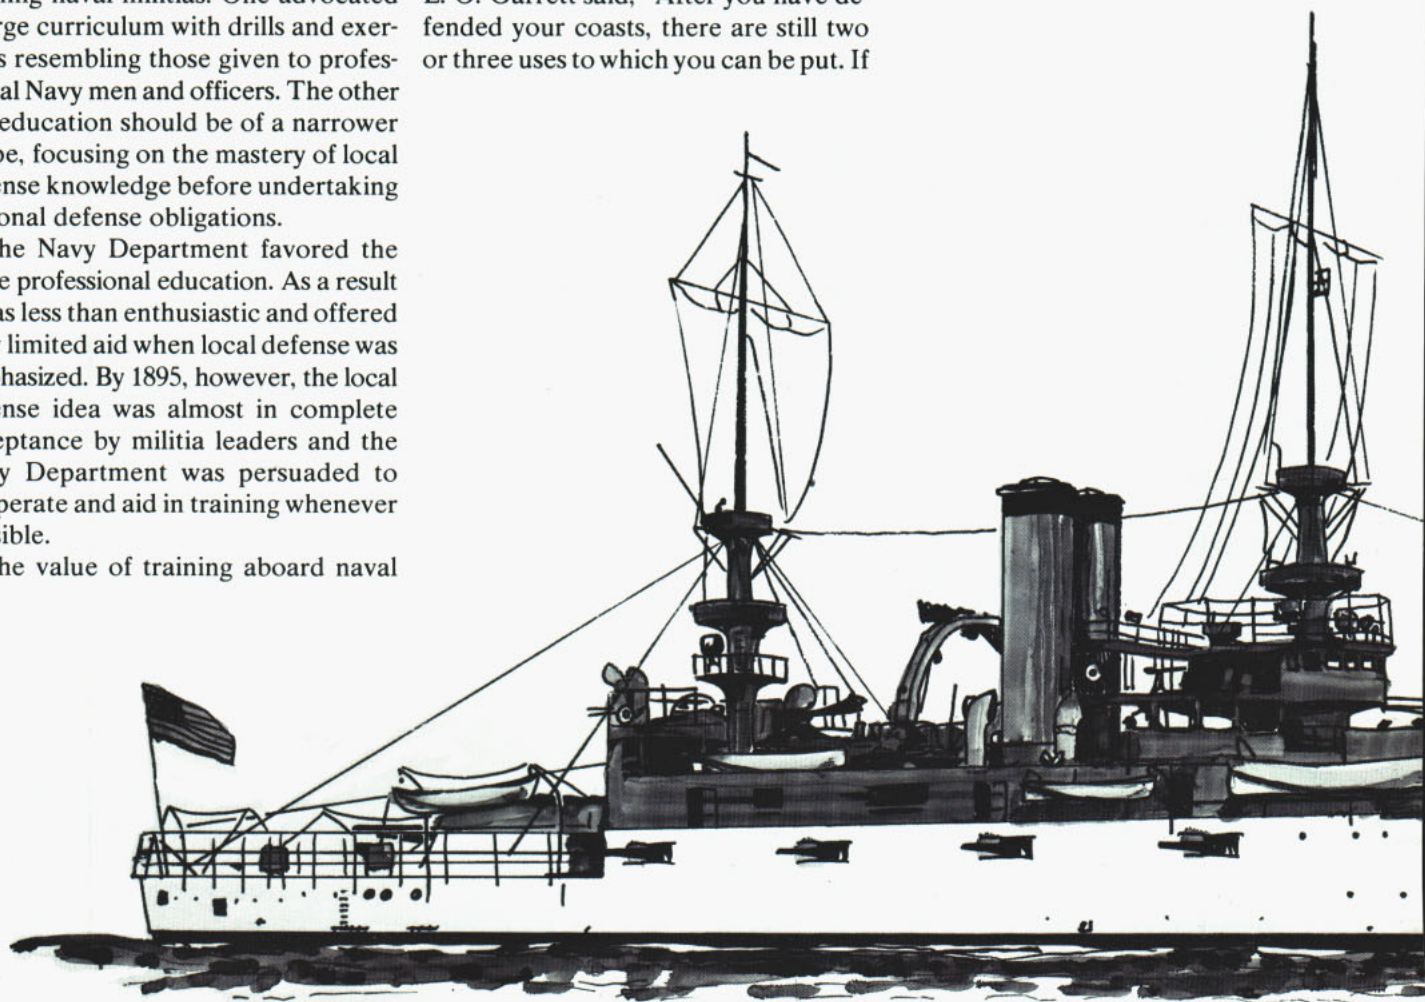 rge curriculum with drills and exer-
s resembling those given to profes-
al Navy men and officers. The other
education should be of a narrower
pe, focusing on the mastery of local
ense knowledge before undertaking
onal defense obligations.
he Navy Department favored the
e professional education. As a result
as less than enthusiastic and offered
limited aid when local defense was
hasized. By 1895, however, the local
ense idea was almost in complete
eptance by militia leaders and the
y Department was persuaded to
perate and aid in training whenever
sible.
he value of training aboard naval
fended your coasts, there are still two
or three uses to which you can be put. If